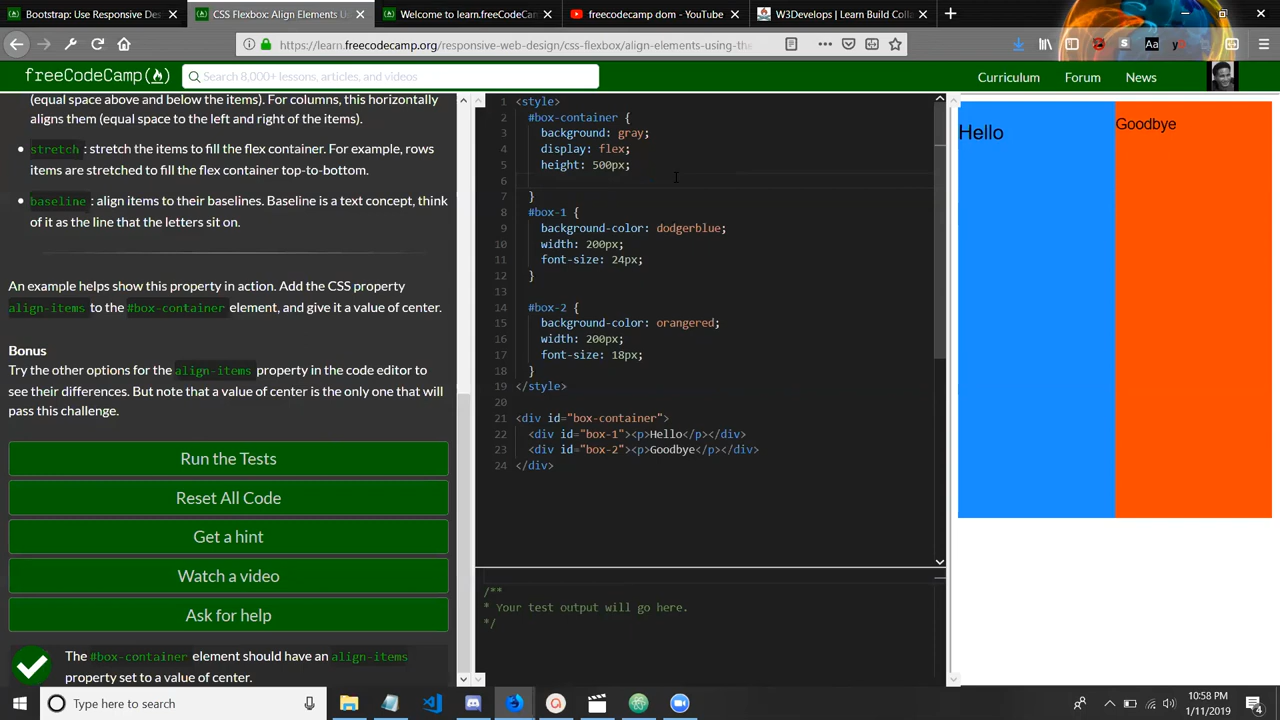 Bootstrap: Use Responsive Des
CSS Flexbox: Align Elements U
Welcome to learn.freeCodeCam
freecodecamp dom - YouTube
W3Develops | Learn Build Collab
https://learn.freecodecamp.org/responsive-web-design/css-flexbox/align-elements-using-the
freeCodeCamp
Search 8,000+ lessons, articles, and videos
Curriculum
Forum
News
(equal space above and below the items). For columns, this horizontally
aligns them (equal space to the left and right of the items).
stretch : stretch the items to fill the flex container. For example, rows
items are stretched to fill the flex container top-to-bottom.
baseline : align items to their baselines. Baseline is a text concept, think
of it as the line that the letters sit on.
An example helps show this property in action. Add the CSS property
align-items to the #box-container element, and give it a value of center.
Bonus
Try the other options for the align-items property in the code editor to
see their differences. But note that a value of center is the only one that will
pass this challenge.
Run the Tests
Reset All Code
Get a hint
Watch a video
Ask for help
The #box-container element should have an align-items
property set to a value of center.
1 <style>
2 #box-container {
3 background: gray;
4 display: flex;
5 height: 500px;
6
7 }
8 #box-1 {
9 background-color: dodgerblue;
10 width: 200px;
11 font-size: 24px;
12 }
13
14 #box-2 {
15 background-color: orangered;
16 width: 200px;
17 font-size: 18px;
18 }
19 </style>
20
21 <div id="box-container">
22 <div id="box-1"><p>Hello</p></div>
23 <div id="box-2"><p>Goodbye</p></div>
24 </div>
/**
* Your test output will go here.
*/
Hello
Goodbye
Type here to search
10:58 PM
1/11/2019
4